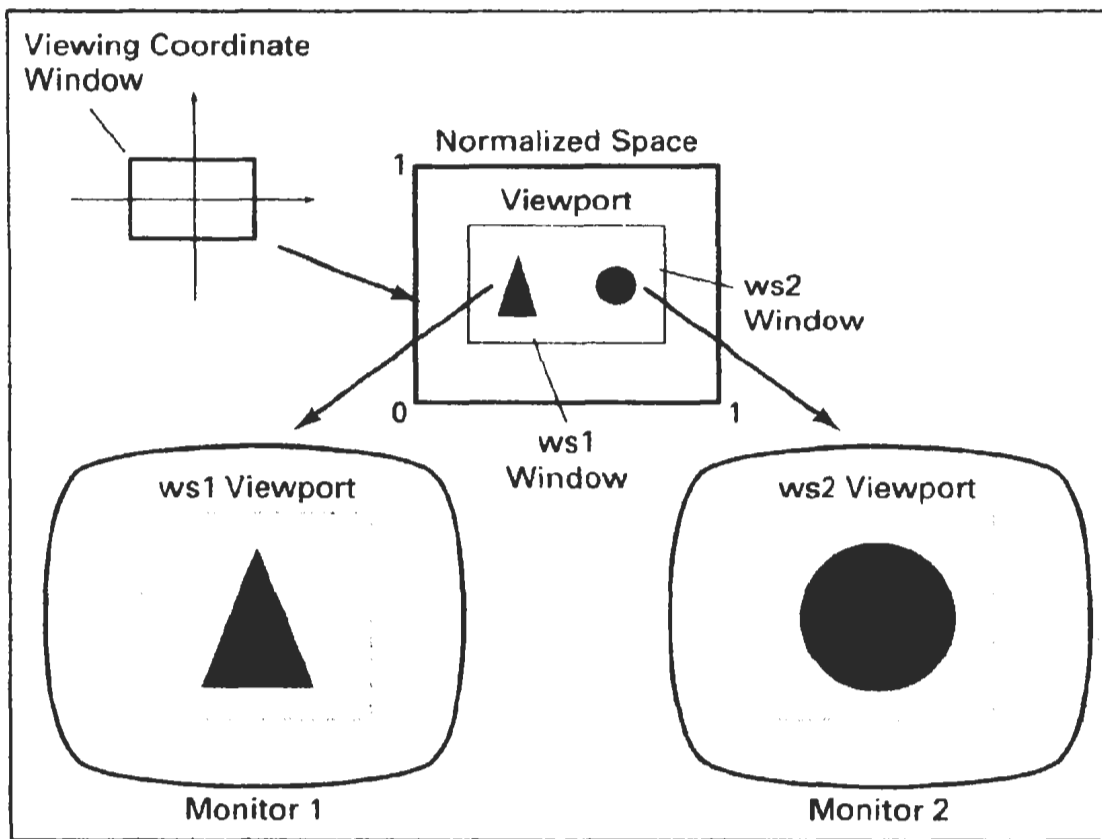 Viewing Coordinate
Window
Normalized Space
1
Viewport
ws2
Window
0
1
ws1
Window
ws1 Viewport
ws2 Viewport
Monitor 1
Monitor 2